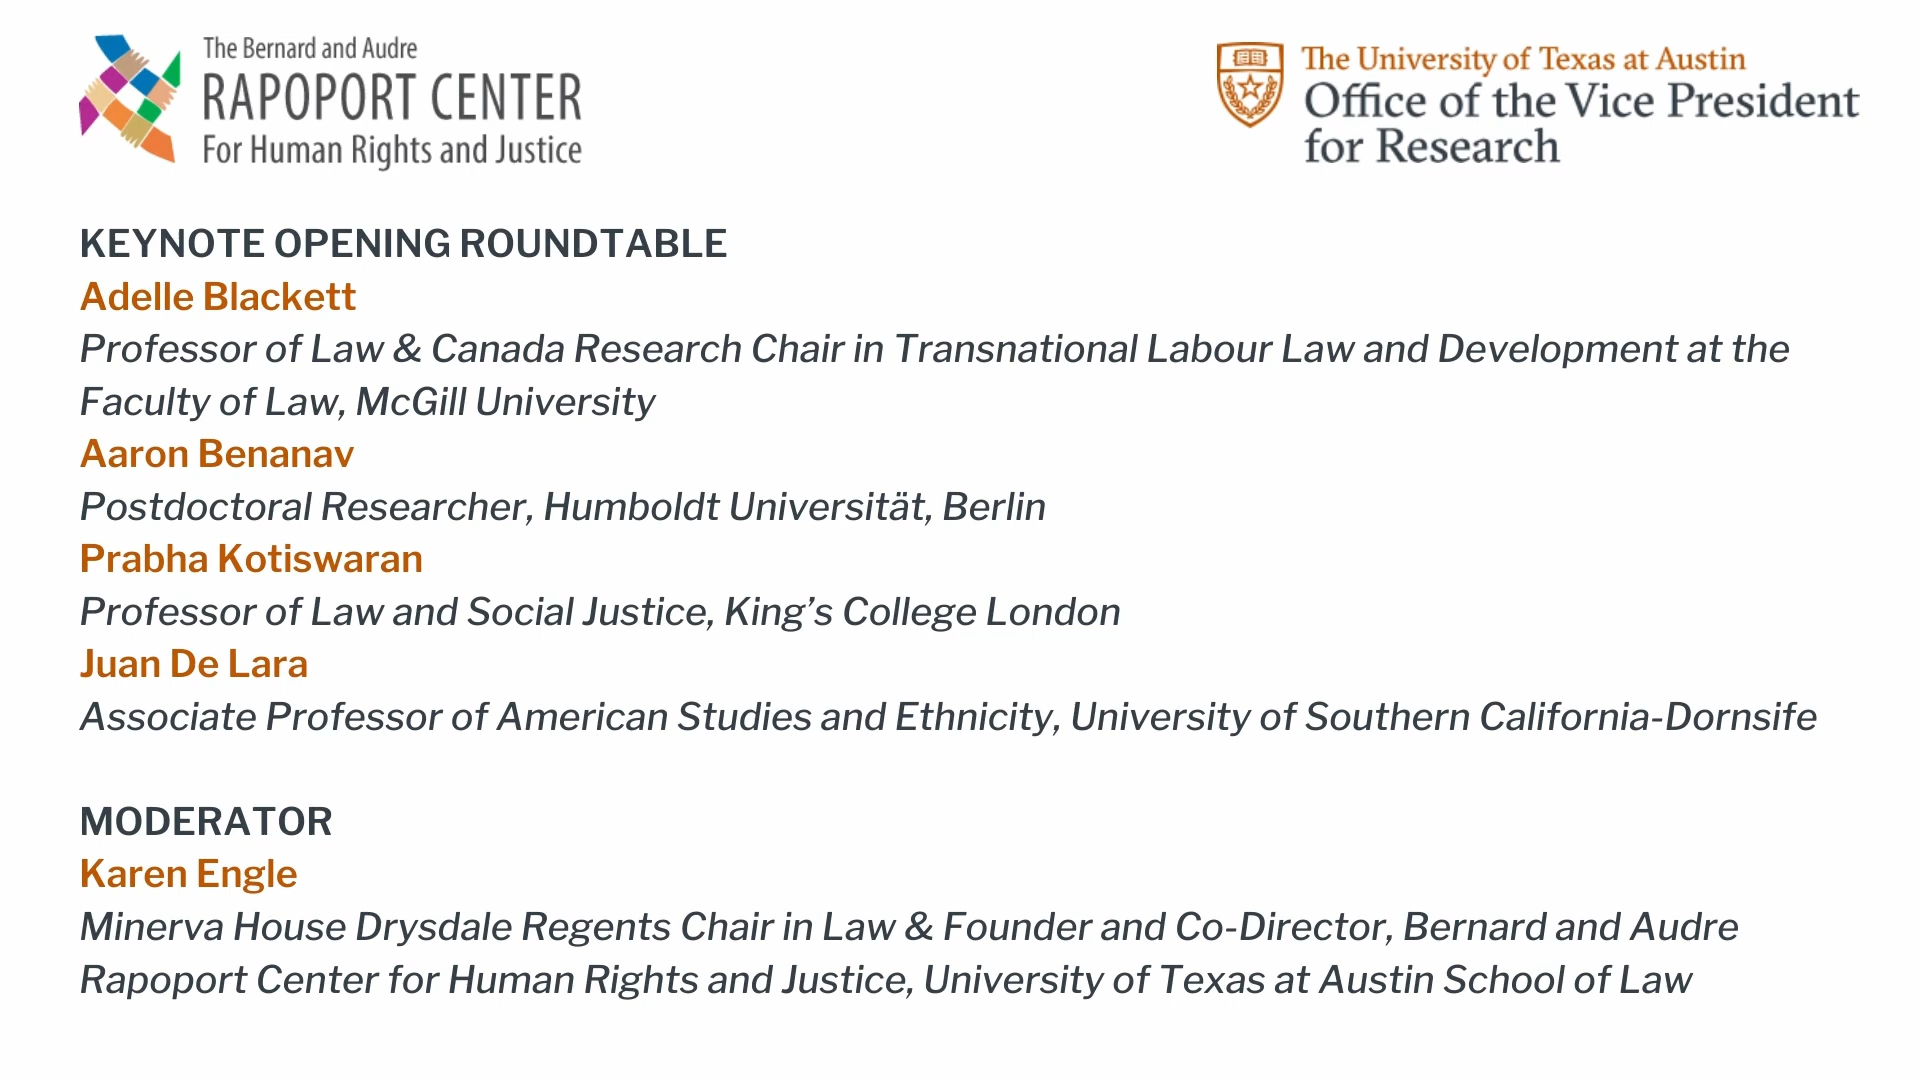 The Bernard and Audre
RAPOPORT CENTER
For Human Rights and Justice
The University of Texas at Austin
Office of the Vice President
for Research
KEYNOTE OPENING ROUNDTABLE
Adelle Blackett
Professor of Law & Canada Research Chair in Transnational Labour Law and Development at the
Faculty of Law, McGill University
Aaron Benanav
Postdoctoral Researcher, Humboldt Universität, Berlin
Prabha Kotiswaran
Professor of Law and Social Justice, King’s College London
Juan De Lara
Associate Professor of American Studies and Ethnicity, University of Southern California-Dornsife
MODERATOR
Karen Engle
Minerva House Drysdale Regents Chair in Law & Founder and Co-Director, Bernard and Audre
Rapoport Center for Human Rights and Justice, University of Texas at Austin School of Law